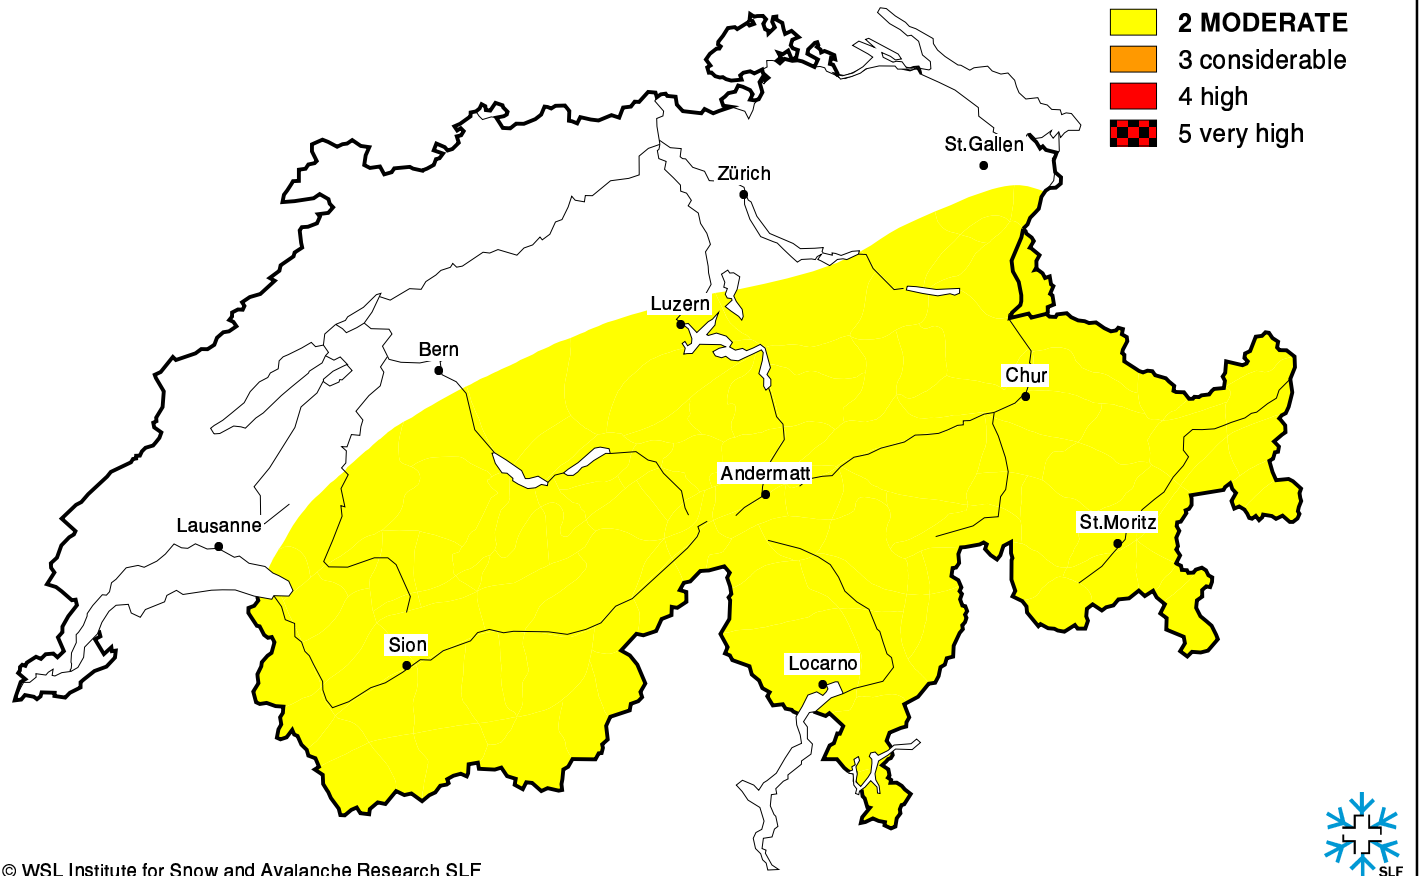 2 MODERATE
3 considerable
4 high
5 very high
St.Gallen
Zürich
Luzern
Bern
Chur
Andermatt
St.Moritz
Lausanne
Sion
Locarno
© WSL Institute for Snow and Avalanche Research SLF
SLF